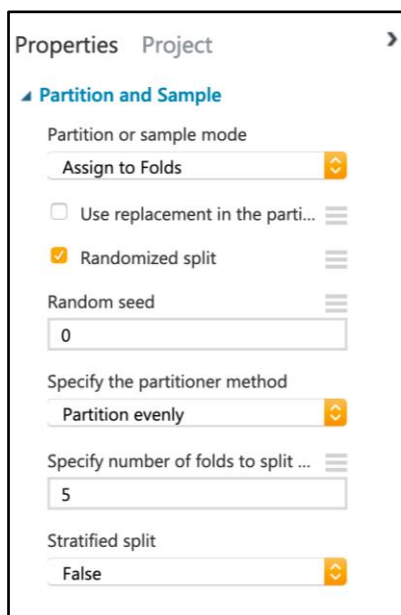 Properties Project
Partition and Sample
Partition or sample mode
Assign to Folds
Use replacement in the parti...
Randomized split
Random seed
0
Specify the partitioner method
Partition evenly
Specify number of folds to split ...
5
Stratified split
False